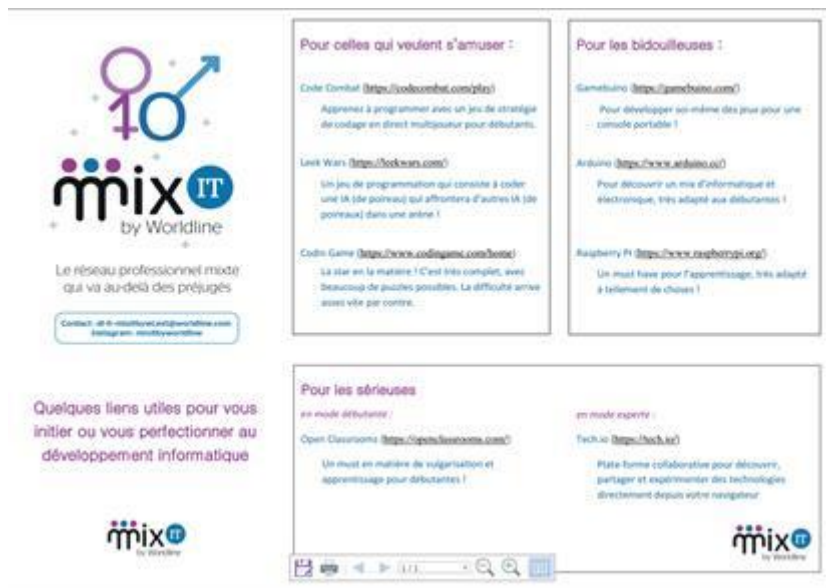 mix IT
by Worldline
Le réseau professionnel mixte
qui va au-delà des préjugés
Instagram: mixitbyworldline
Quelques liens utiles pour vous
initier ou vous perfectionner au
développement informatique
mix IT
by Worldline
Pour celles qui veulent s'amuser :
Code Combat (https://codecombat.com/play)
Apprenez à programmer avec un jeu de stratégie
de codage en direct multijoueur pour débutants.
Leek Wars (https://leekwars.com/)
Un jeu de programmation qui consiste à coder
une IA (de poireau) qui affrontera d'autres IA (de
poireaux) dans une arène !
Codin Game (https://www.codingame.com/home)
La star en la matière ! C'est très complet, avec
beaucoup de puzzles possibles. La difficulté arrive
assez vite par contre.
Pour les bidouilleuses :
Gamebuino (https://gamebuino.com/)
Pour développer soi-même des jeux pour une
console portable !
Arduino (https://www.arduino.cc/)
Pour découvrir un mix d'informatique et
électronique, très adapté aux débutantes !
Raspberry Pi (https://www.raspberrypi.org/)
Un must have pour l'apprentissage, très adapté
à tellement de choses !
Pour les sérieuses
en mode débutante :
Open Classrooms (https://openclassrooms.com/)
Un must en matière de vulgarisation et
apprentissage pour débutantes !
en mode experte :
Tech.io (https://tech.io/)
Plate forme collaborative pour découvrir,
partager et expérimenter des technologies
directement depuis votre navigateur
mix IT
by Worldline
1 / 1